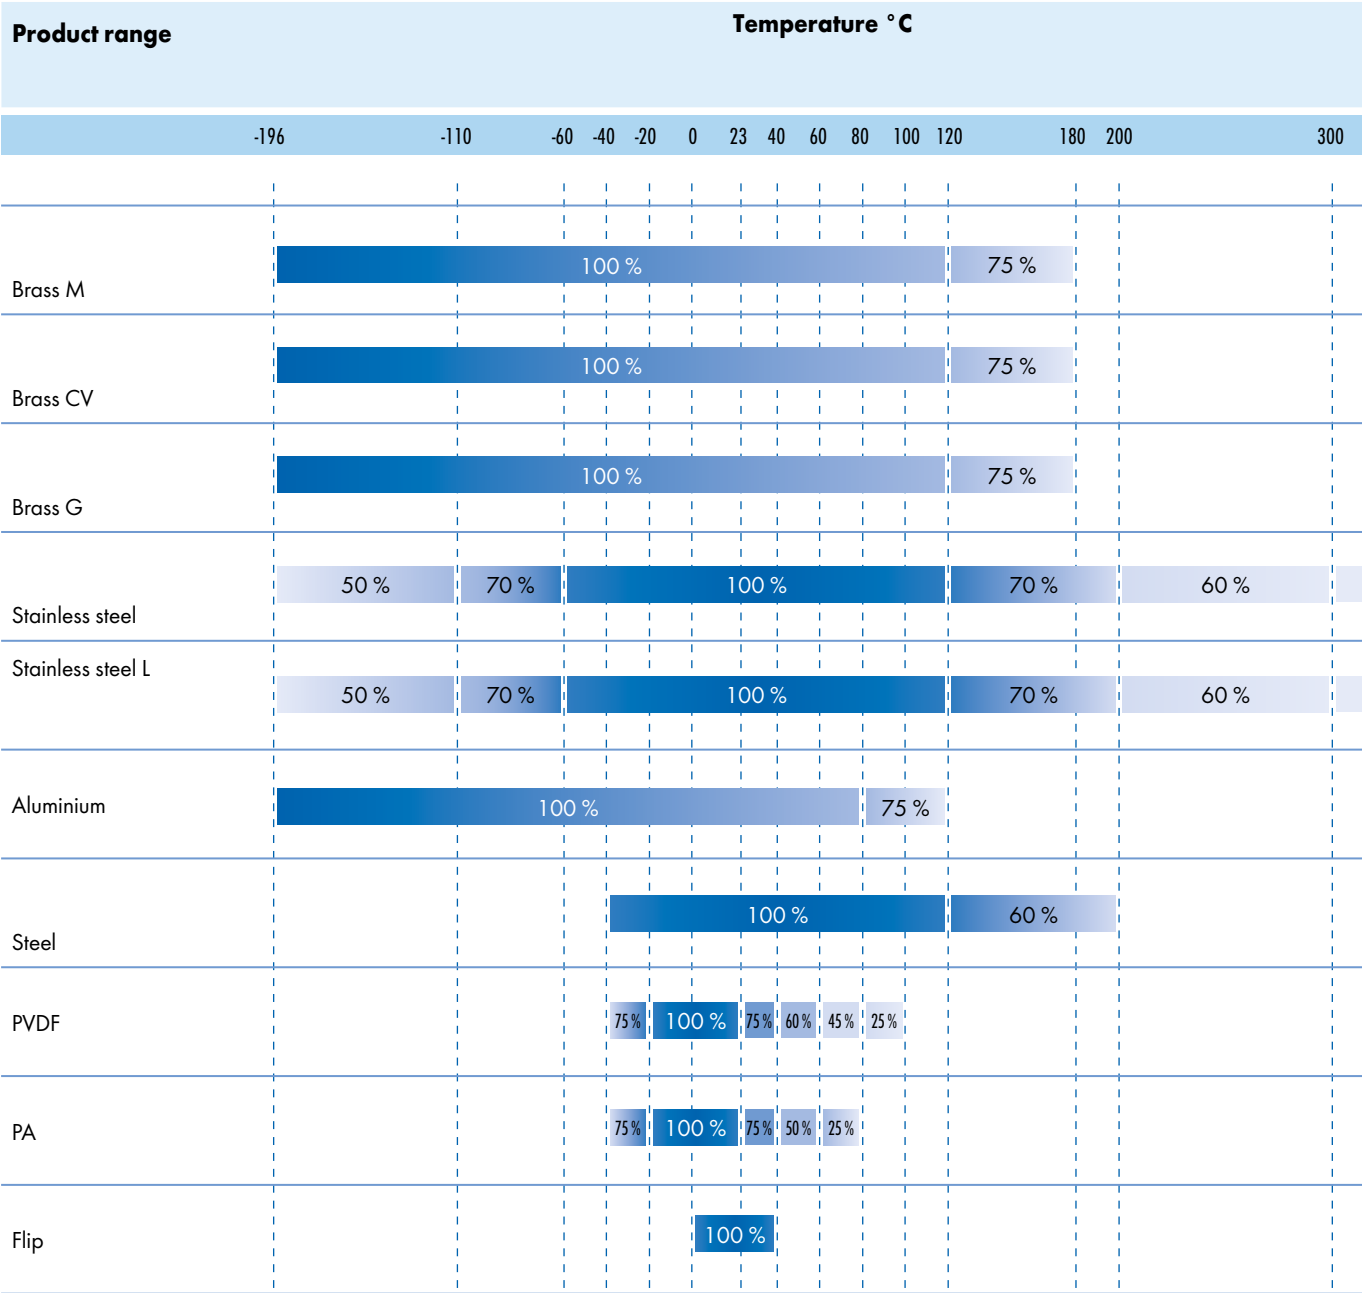 Product range Temperature °C
-196 -110 -60 -40 -20 0 23 40 60 80 100 120 180 200 300
100 % 75 %
Brass M
100 % 75 %
Brass CV
100 % 75 %
Brass G
50 % 70 % 100 % 70 % 60 %
Stainless steel
Stainless steel L
50 % 70 % 100 % 70 % 60 %
Aluminium 100 % 75 %
100 % 60 %
Steel
PVDF 75 % 100 % 75 % 60 % 45 % 25 %
PA 75 % 100 % 75 % 50 % 25 %
Flip 100 %